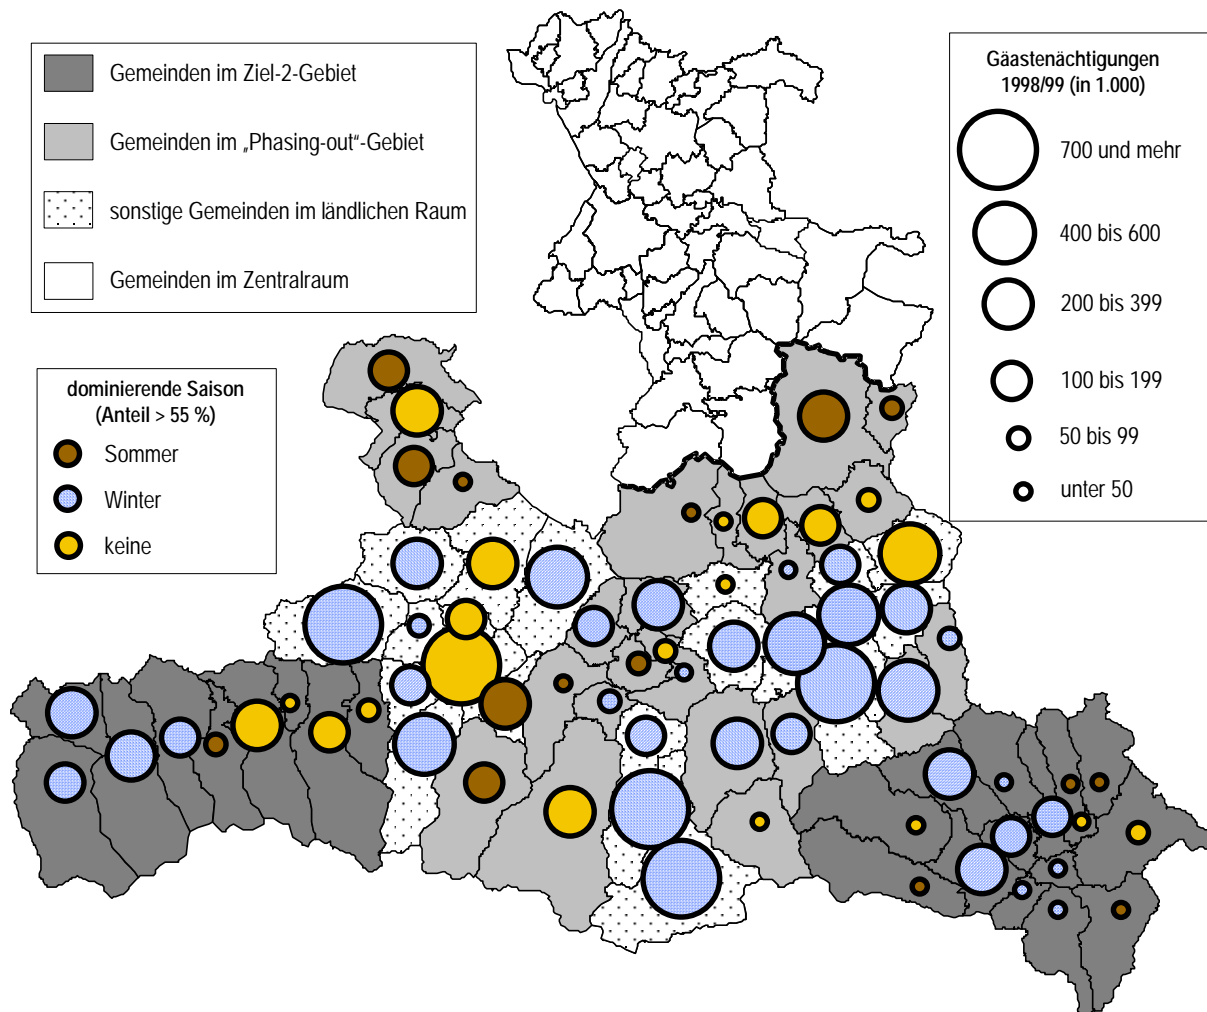 Gemeinden im Ziel-2-Gebiet
Gemeinden im „Phasing-out“-Gebiet
sonstige Gemeinden im ländlichen Raum
Gemeinden im Zentralraum
dominierende Saison
(Anteil > 55 %)
Sommer
Winter
keine
Gäastenächtigungen
1998/99 (in 1.000)
700 und mehr
400 bis 600
200 bis 399
100 bis 199
50 bis 99
unter 50